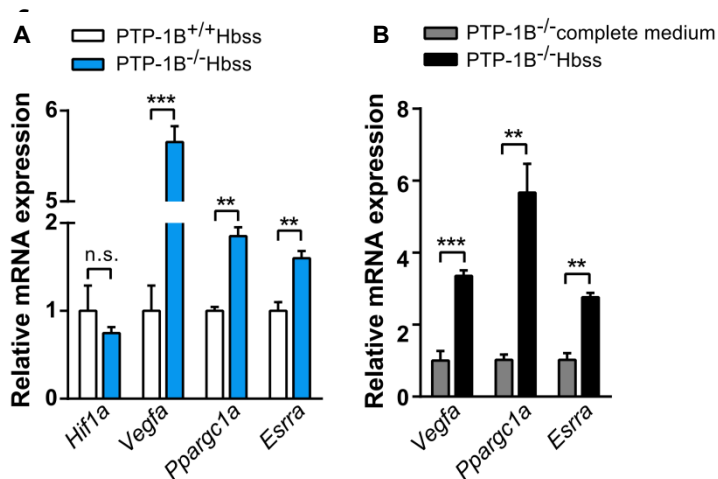 A
PTP-1B+/+Hbss
PTP-1B-/-Hbss
Relative mRNA expression
6
5
2
1
0
n.s.
***
**
**
Hif1a
Vegfa
Ppargc1a
Esrra
B
PTP-1B-/-complete medium
PTP-1B-/-Hbss
Relative mRNA expression
8
6
4
2
0
***
**
**
Vegfa
Ppargc1a
Esrra